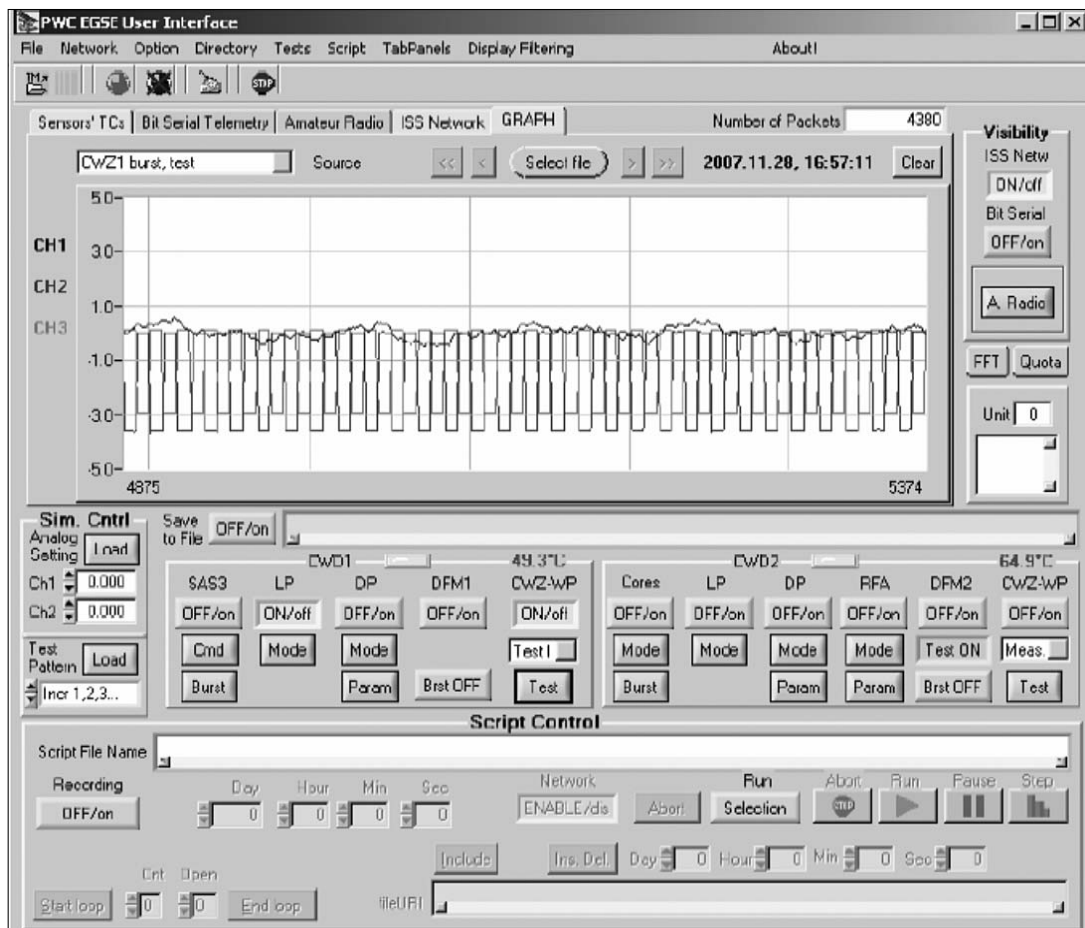 PWC EGSE User Interface
File Network Option Directory Tests Script TabPanels Display Filtering About!
TM STOP
Sensors' TCs Bit Serial Telemetry Amateur Radio ISS Network GRAPH Number of Packets 4380
CWZ1 burst, test Source << < Select file > >> 2007.11.28, 16:57:11 Clear
Visibility
ISS Netw
ON/off
Bit Serial
OFF/on
A. Radio
FFT Quota
Unit 0
5.0
CH1 3.0
CH2
1.0
CH3
-1.0
-3.0
-5.0
4875 5374
Sim. Cntrl
Analog Setting Load
Ch1 0.000
Ch2 0.000
Test Pattern Load
Incr 1,2,3...
Save to File OFF/on
CWD1 49.3°C
SAS3 LP DP DFM1 CWZ-WP
OFF/on ON/off OFF/on OFF/on ON/off
Cmd Mode Mode Test I
Burst Param Brst OFF Test
CWD2 64.9°C
Cores LP DP RFA DFM2 CWZ-WP
OFF/on OFF/on OFF/on OFF/on OFF/on OFF/on
Mode Mode Mode Mode Test ON Meas.
Burst Param Param Brst OFF Test
Script Control
Script File Name
Recording Day Hour Min Sec Network Run Abort Run Pause Step
OFF/on 0 0 0 0 ENABLE/dis Abort Selection STOP
Include Ins. Del. Day 0 Hour 0 Min 0 Sec 0
Cnt Open
Start loop 0 0 End loop fileURI